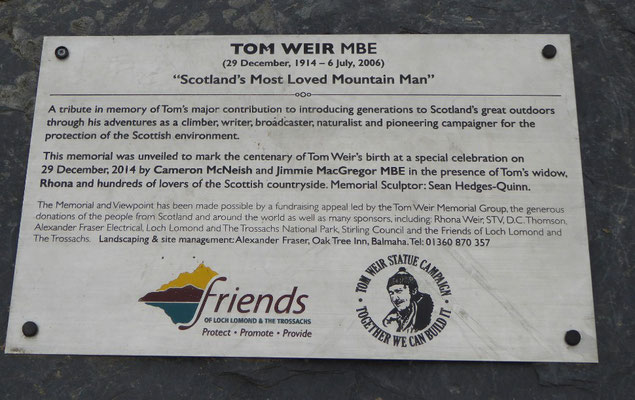 TOM WEIR MBE
(29 December, 1914 – 6 July, 2006)
“Scotland’s Most Loved Mountain Man”
A tribute in memory of Tom’s major contribution to introducing generations to Scotland’s great outdoors
through his adventures as a climber, writer, broadcaster, naturalist and pioneering campaigner for the
protection of the Scottish environment.
This memorial was unveiled to mark the centenary of Tom Weir’s birth at a special celebration on
29 December, 2014 by Cameron McNeish and Jimmie MacGregor MBE in the presence of Tom’s widow,
Rhona and hundreds of lovers of the Scottish countryside. Memorial Sculptor: Sean Hedges-Quinn.
The Memorial and Viewpoint has been made possible by a fundraising appeal led by the Tom Weir Memorial Group, the generous
donations of the people from Scotland and around the world as well as many sponsors, including: Rhona Weir, STV, D.C. Thomson,
Alexander Fraser Electrical, Loch Lomond and The Trossachs National Park, Stirling Council and the Friends of Loch Lomond and
The Trossachs. Landscaping & site management: Alexander Fraser, Oak Tree Inn, Balmaha. Tel: 01360 870 357
friends
OF LOCH LOMOND & THE TROSSACHS
Protect • Promote • Provide
• TOM WEIR STATUE CAMPAIGN •
TOGETHER WE CAN BUILD IT